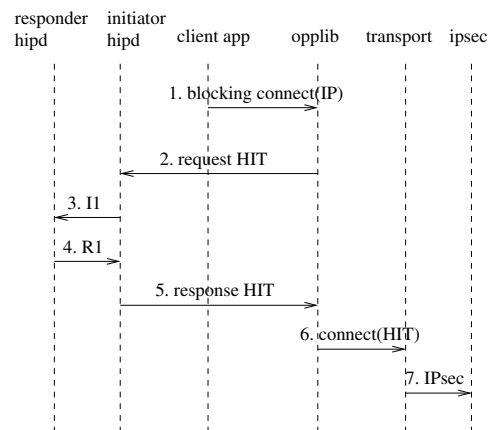 responder hipd
initiator hipd
client app
opplib
transport
ipsec
1. blocking connect(IP)
2. request HIT
3. I1
4. R1
5. response HIT
6. connect(HIT)
7. IPsec